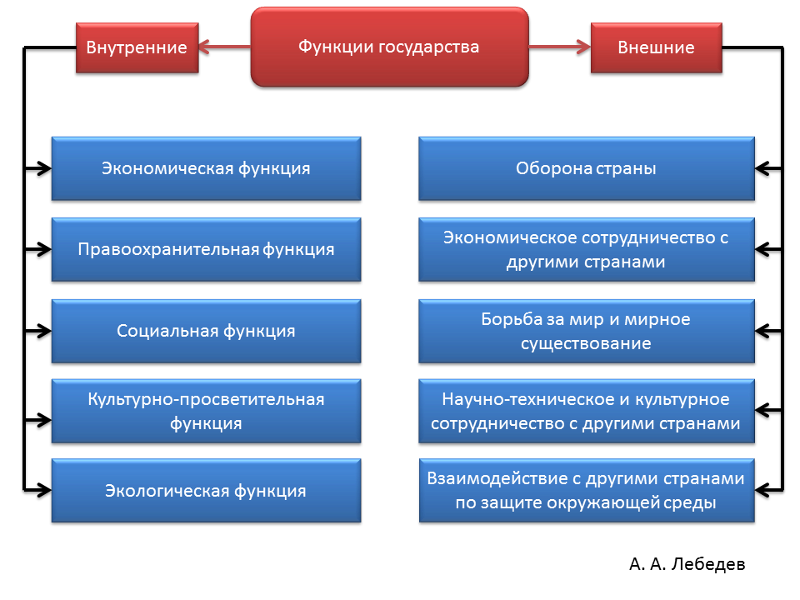 Функции государства
Внутренние
Внешние
Экономическая функция
Правоохранительная функция
Социальная функция
Культурно-просветительная
функция
Экологическая функция
Оборона страны
Экономическое сотрудничество с
другими странами
Борьба за мир и мирное
существование
Научно-техническое и культурное
сотрудничество с другими странами
Взаимодействие с другими странами
по защите окружающей среды
А. А. Лебедев